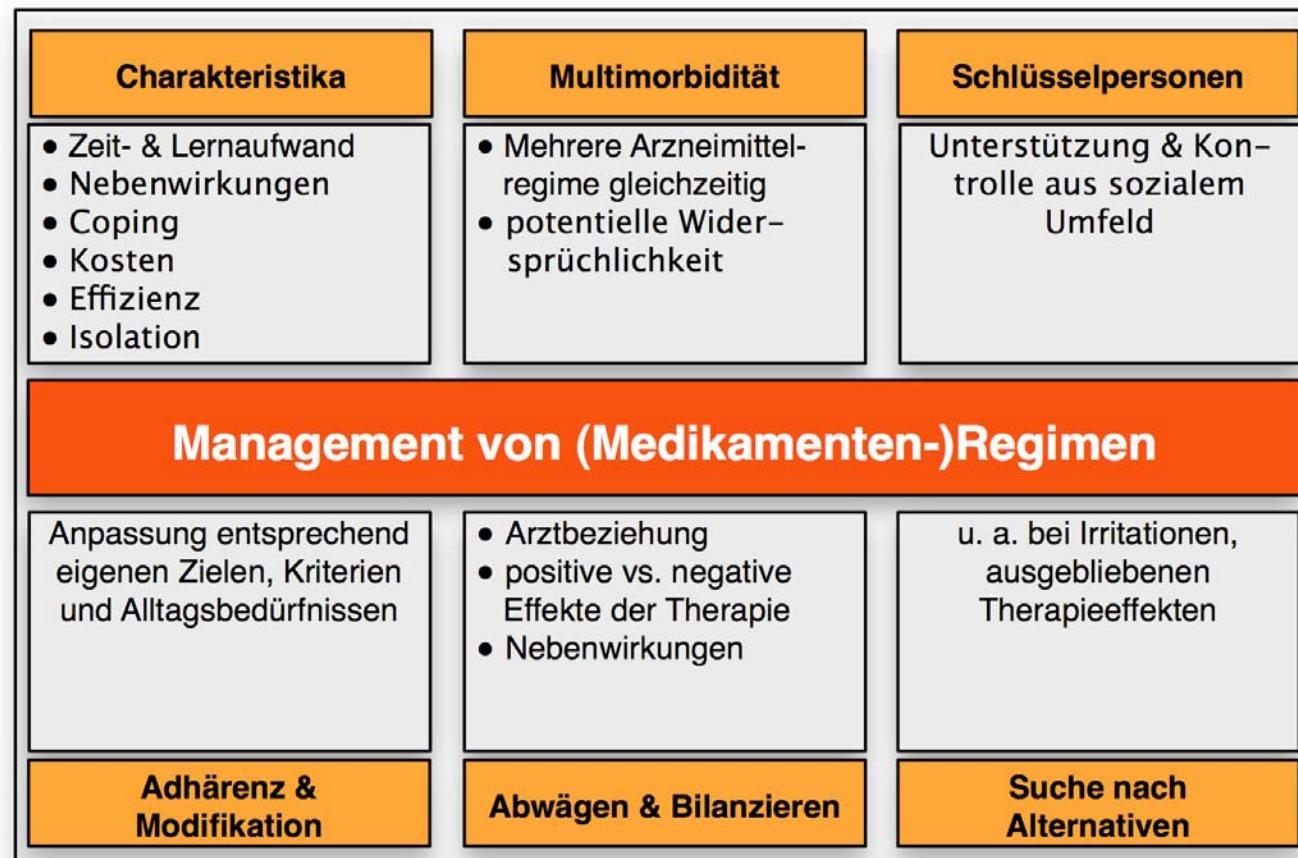 Charakteristika
• Zeit- & Lernaufwand
• Nebenwirkungen
• Coping
• Kosten
• Effizienz
• Isolation
Multimorbidität
• Mehrere Arzneimittel-
regime gleichzeitig
• potentielle Wider-
sprüchlichkeit
Schlüsselpersonen
Unterstützung & Kon-
trolle aus sozialem
Umfeld
Management von (Medikamenten-)Regimen
Anpassung entsprechend
eigenen Zielen, Kriterien
und Alltagsbedürfnissen
Adhärenz &
Modifikation
• Arztbeziehung
• positive vs. negative
Effekte der Therapie
• Nebenwirkungen
Abwägen & Bilanzieren
u. a. bei Irritationen,
ausgebliebenen
Therapieeffekten
Suche nach
Alternativen